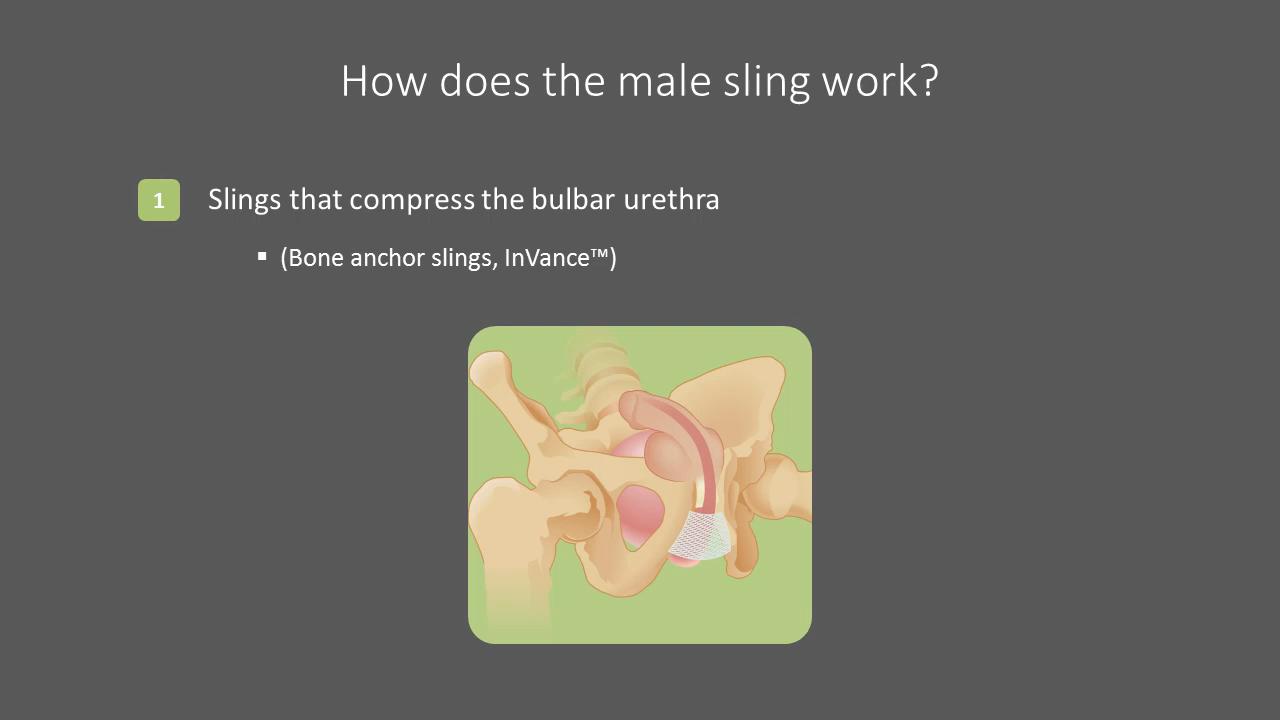 How does the male sling work?
1 Slings that compress the bulbar urethra
▪ (Bone anchor slings, InVance™)